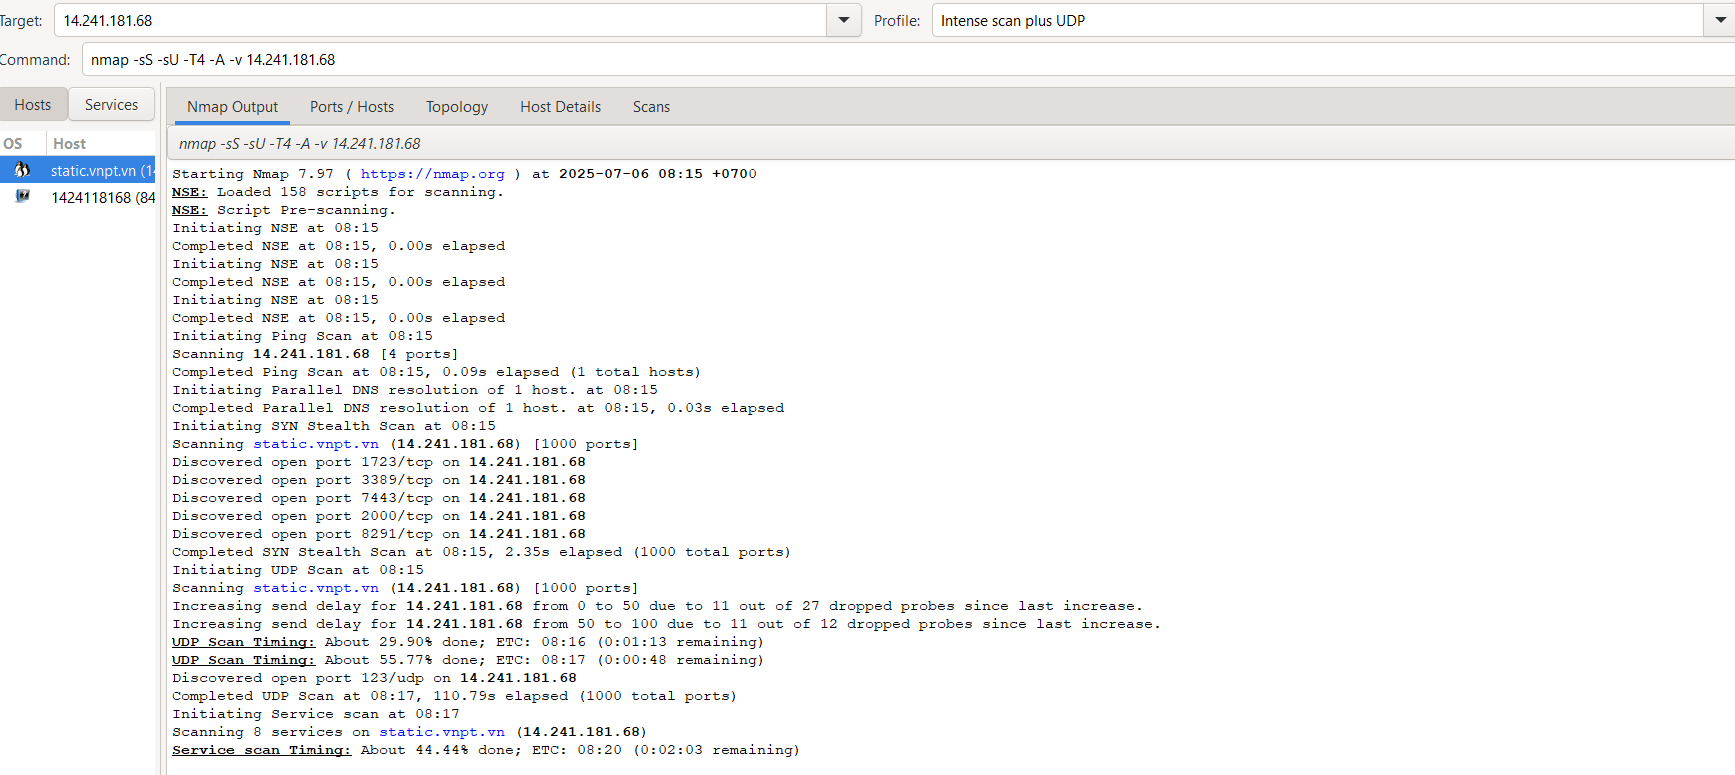 Target: 14.241.181.68 Profile: Intense scan plus UDP
Command: nmap -sS -sU -T4 -A -v 14.241.181.68
Hosts Services
Nmap Output Ports / Hosts Topology Host Details Scans
OS Host
static.vnpt.vn (14
1424118168 (84
nmap -sS -sU -T4 -A -v 14.241.181.68
Starting Nmap 7.97 ( https://nmap.org ) at 2025-07-06 08:15 +0700
NSE: Loaded 158 scripts for scanning.
NSE: Script Pre-scanning.
Initiating NSE at 08:15
Completed NSE at 08:15, 0.00s elapsed
Initiating NSE at 08:15
Completed NSE at 08:15, 0.00s elapsed
Initiating NSE at 08:15
Completed NSE at 08:15, 0.00s elapsed
Initiating Ping Scan at 08:15
Scanning 14.241.181.68 [4 ports]
Completed Ping Scan at 08:15, 0.09s elapsed (1 total hosts)
Initiating Parallel DNS resolution of 1 host. at 08:15
Completed Parallel DNS resolution of 1 host. at 08:15, 0.03s elapsed
Initiating SYN Stealth Scan at 08:15
Scanning static.vnpt.vn (14.241.181.68) [1000 ports]
Discovered open port 1723/tcp on 14.241.181.68
Discovered open port 3389/tcp on 14.241.181.68
Discovered open port 7443/tcp on 14.241.181.68
Discovered open port 2000/tcp on 14.241.181.68
Discovered open port 8291/tcp on 14.241.181.68
Completed SYN Stealth Scan at 08:15, 2.35s elapsed (1000 total ports)
Initiating UDP Scan at 08:15
Scanning static.vnpt.vn (14.241.181.68) [1000 ports]
Increasing send delay for 14.241.181.68 from 0 to 50 due to 11 out of 27 dropped probes since last increase.
Increasing send delay for 14.241.181.68 from 50 to 100 due to 11 out of 12 dropped probes since last increase.
UDP Scan Timing: About 29.90% done; ETC: 08:16 (0:01:13 remaining)
UDP Scan Timing: About 55.77% done; ETC: 08:17 (0:00:48 remaining)
Discovered open port 123/udp on 14.241.181.68
Completed UDP Scan at 08:17, 110.79s elapsed (1000 total ports)
Initiating Service scan at 08:17
Scanning 8 services on static.vnpt.vn (14.241.181.68)
Service scan Timing: About 44.44% done; ETC: 08:20 (0:02:03 remaining)